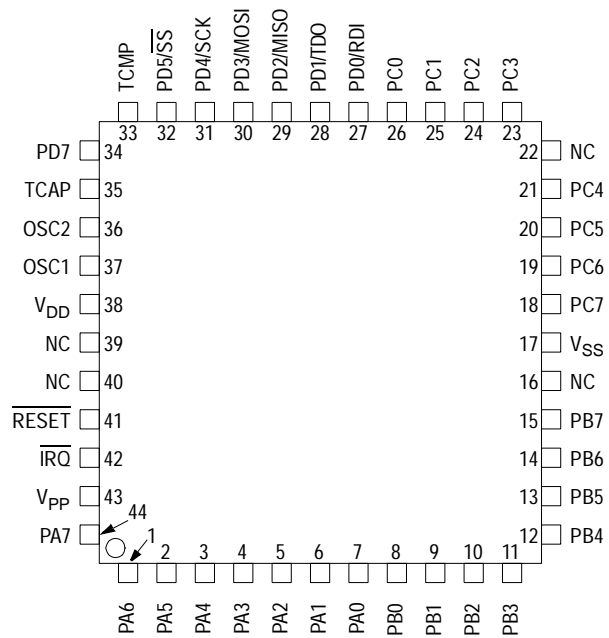 TCMP
PD5/SS
PD4/SCK
PD3/MOSI
PD2/MISO
PD1/TDO
PD0/RDI
PC0
PC1
PC2
PC3
33 32 31 30 29 28 27 26 25 24 23
PD7 34
TCAP 35
OSC2 36
OSC1 37
VDD 38
NC 39
NC 40
RESET 41
IRQ 42
VPP 43
PA7 44
22 NC
21 PC4
20 PC5
19 PC6
18 PC7
17 VSS
16 NC
15 PB7
14 PB6
13 PB5
12 PB4
1 2 3 4 5 6 7 8 9 10 11
PA6
PA5
PA4
PA3
PA2
PA1
PA0
PB0
PB1
PB2
PB3